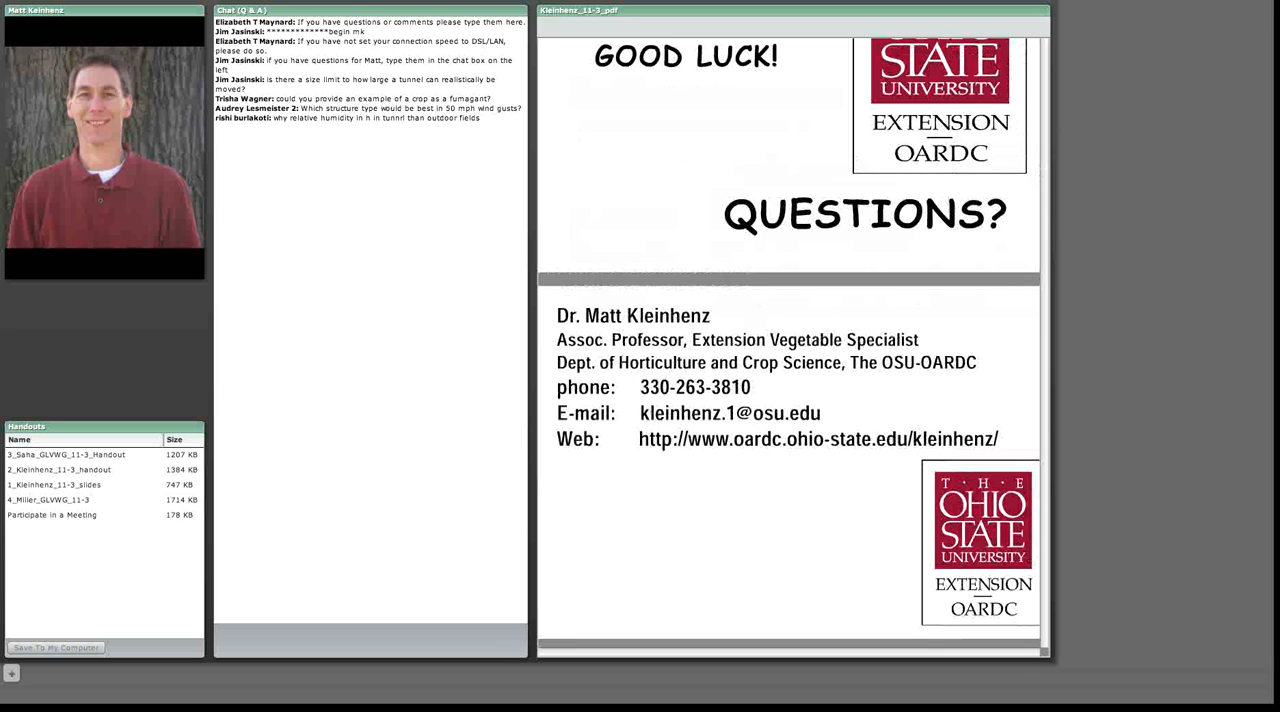 Matt Keinhenz
Chat (Q & A)
Elizabeth T Maynard: If you have questions or comments please type them here.
Jim Jasinski: *************begin mk
Elizabeth T Maynard: If you have not set your connection speed to DSL/LAN,
please do so.
Jim Jasinski: if you have questions for Matt, type them in the chat box on the
left
Jim Jasinski: is there a size limit to how large a tunnel can realistically be
moved?
Trisha Wagner: could you provide an example of a crop as a fumagant?
Audrey Lesmeister 2: Which structure type would be best in 50 mph wind gusts?
rishi burlakoti: why relative humidity in h in tunnrl than outdoor fields
Handouts
Name Size
3_Saha_GLVWG_11-3_Handout 1207 KB
2_Kleinhenz_11-3_handout 1384 KB
1_Kleinhenz_11-3_slides 747 KB
4_Miller_GLVWG_11-3 1714 KB
Participate in a Meeting 178 KB
Save To My Computer
+
Kleinhenz_11-3_pdf
GOOD LUCK!
STATE
UNIVERSITY
EXTENSION
OARDC
QUESTIONS?
Dr. Matt Kleinhenz
Assoc. Professor, Extension Vegetable Specialist
Dept. of Horticulture and Crop Science, The OSU-OARDC
phone: 330-263-3810
E-mail: kleinhenz.1@osu.edu
Web: http://www.oardc.ohio-state.edu/kleinhenz/
T · H · E
OHIO
STATE
UNIVERSITY
EXTENSION
OARDC